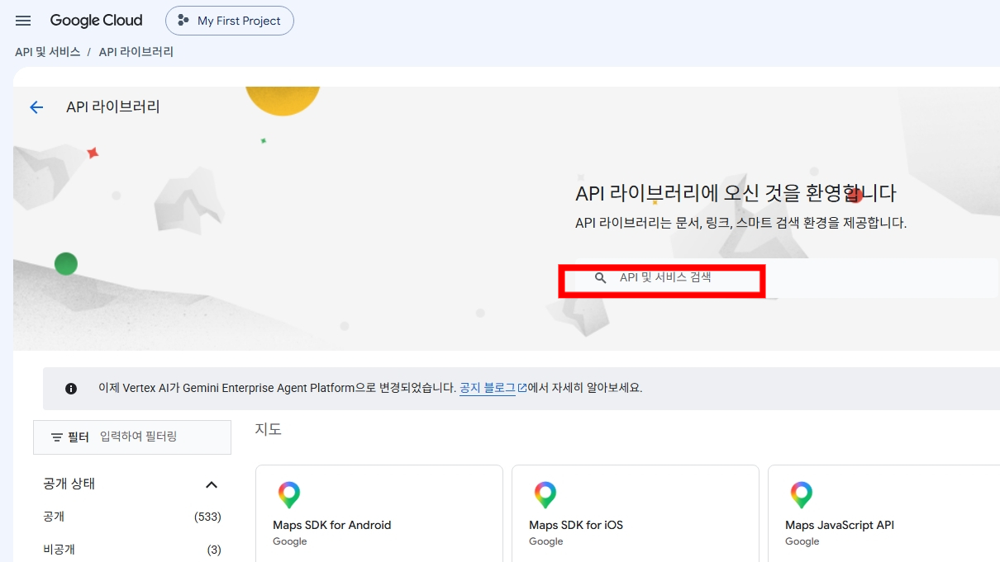 Google Cloud
My First Project
API 및 서비스 / API 라이브러리
API 라이브러리
API 라이브러리에 오신 것을 환영합니다
API 라이브러리는 문서, 링크, 스마트 검색 환경을 제공합니다.
API 및 서비스 검색
이제 Vertex AI가 Gemini Enterprise Agent Platform으로 변경되었습니다. 공지 블로그에서 자세히 알아보세요.
필터 입력하여 필터링
공개 상태
공개 (533)
비공개 (3)
지도
Maps SDK for Android
Google
Maps SDK for iOS
Google
Maps JavaScript API
Google